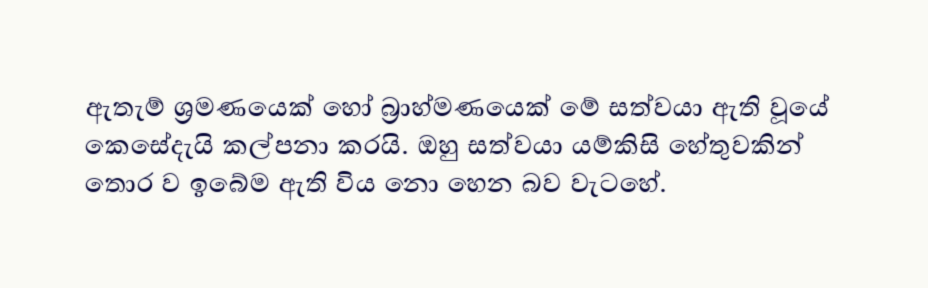 ඇතැම් ශ්‍රමණයෙක් හෝ බ්‍රාහ්මණයෙක් මේ සත්වයා ඇති වූයේ
කෙසේදැයි කල්පනා කරයි. ඔහු සත්වයා යම්කිසි හේතුවකින්
තොර ව ඉබේම ඇති විය නො හෙන බව වැටහේ.